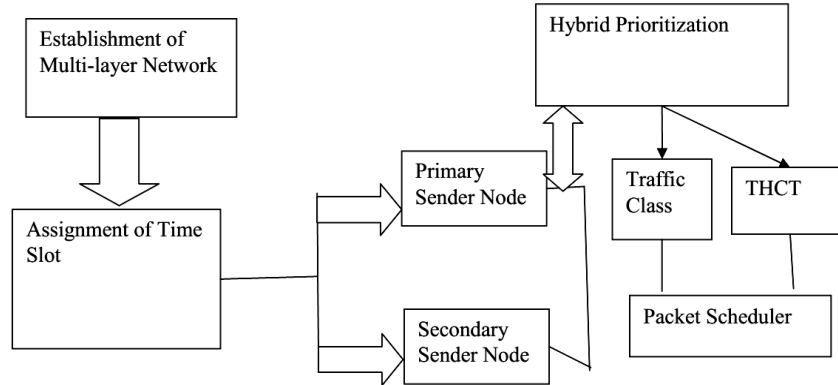 Establishment of
Multi-layer Network
Hybrid Prioritization
Primary
Sender Node
Traffic
Class
THCT
Assignment of Time
Slot
Secondary
Sender Node
Packet Scheduler